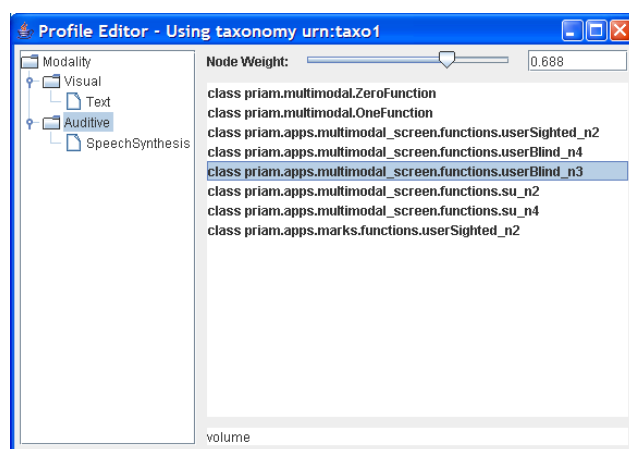 Profile Editor - Using taxonomy urn:taxo1
Modality
Visual
Text
Auditive
SpeechSynthesis
Node Weight:
0.688
class priam.multimodal.ZeroFunction
class priam.multimodal.OneFunction
class priam.apps.multimodal_screen.functions.userSighted_n2
class priam.apps.multimodal_screen.functions.userBlind_n4
class priam.apps.multimodal_screen.functions.userBlind_n3
class priam.apps.multimodal_screen.functions.su_n2
class priam.apps.multimodal_screen.functions.su_n4
class priam.apps.marks.functions.userSighted_n2
volume